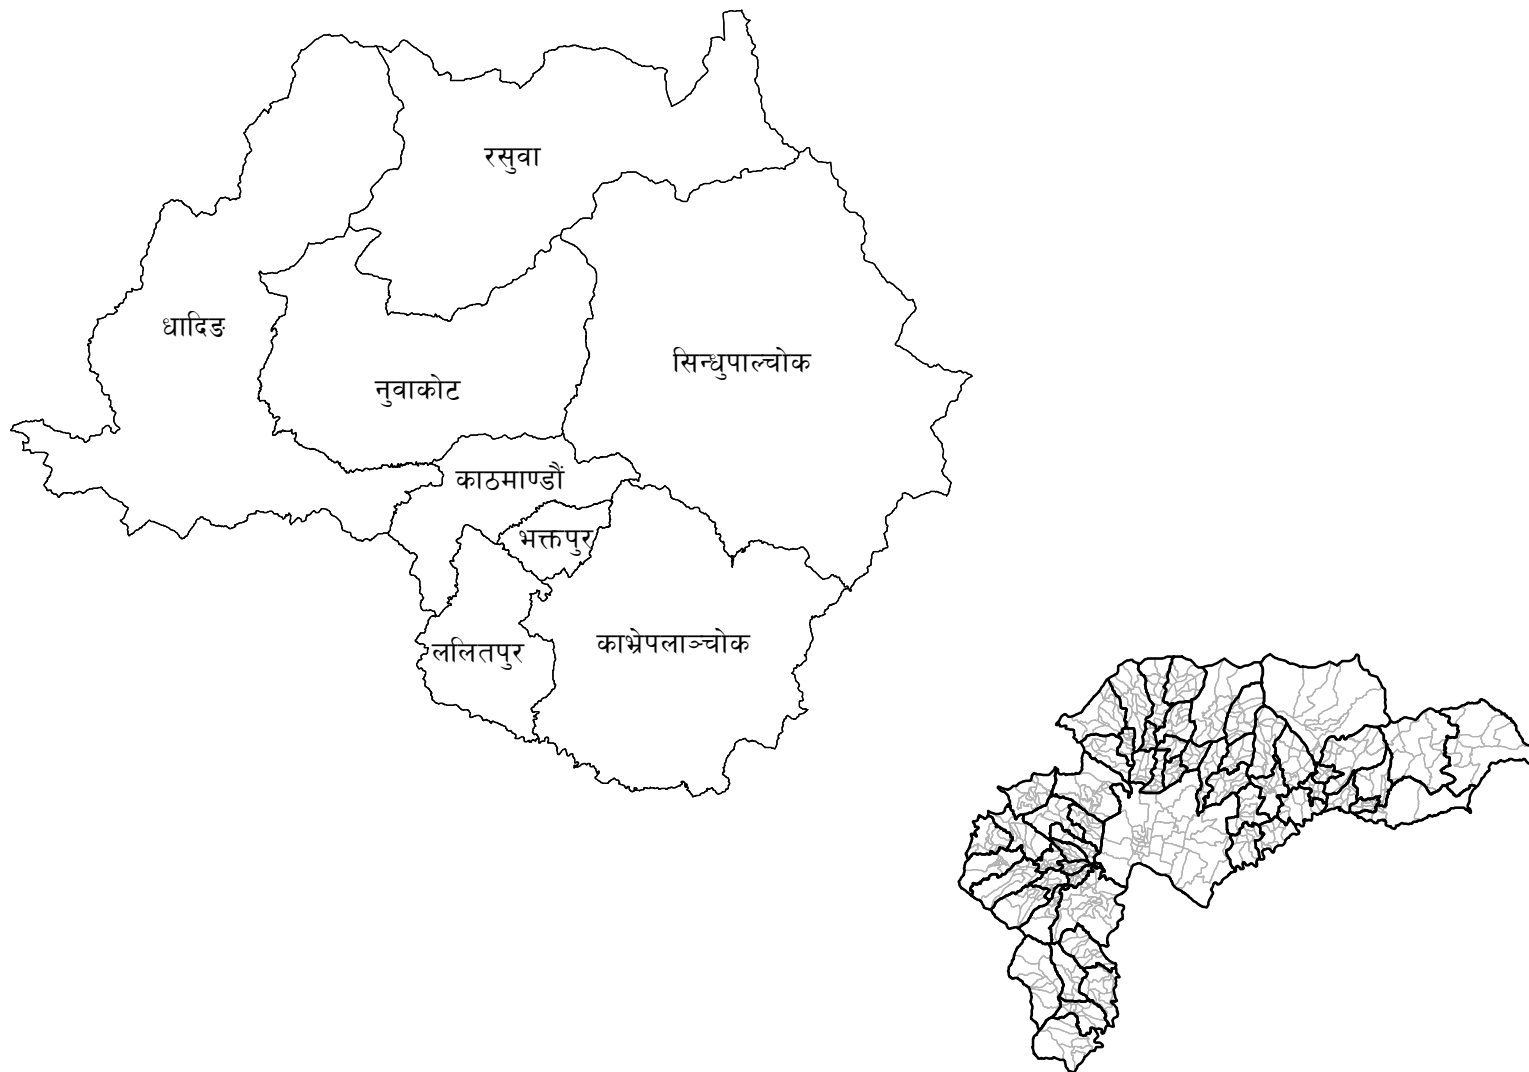 रसुवा
धादिङ
सिन्धुपाल्चोक
नुवाकोट
काठमाण्डौं
भक्तपुर
ललितपुर
काभ्रेपलाञ्चोक